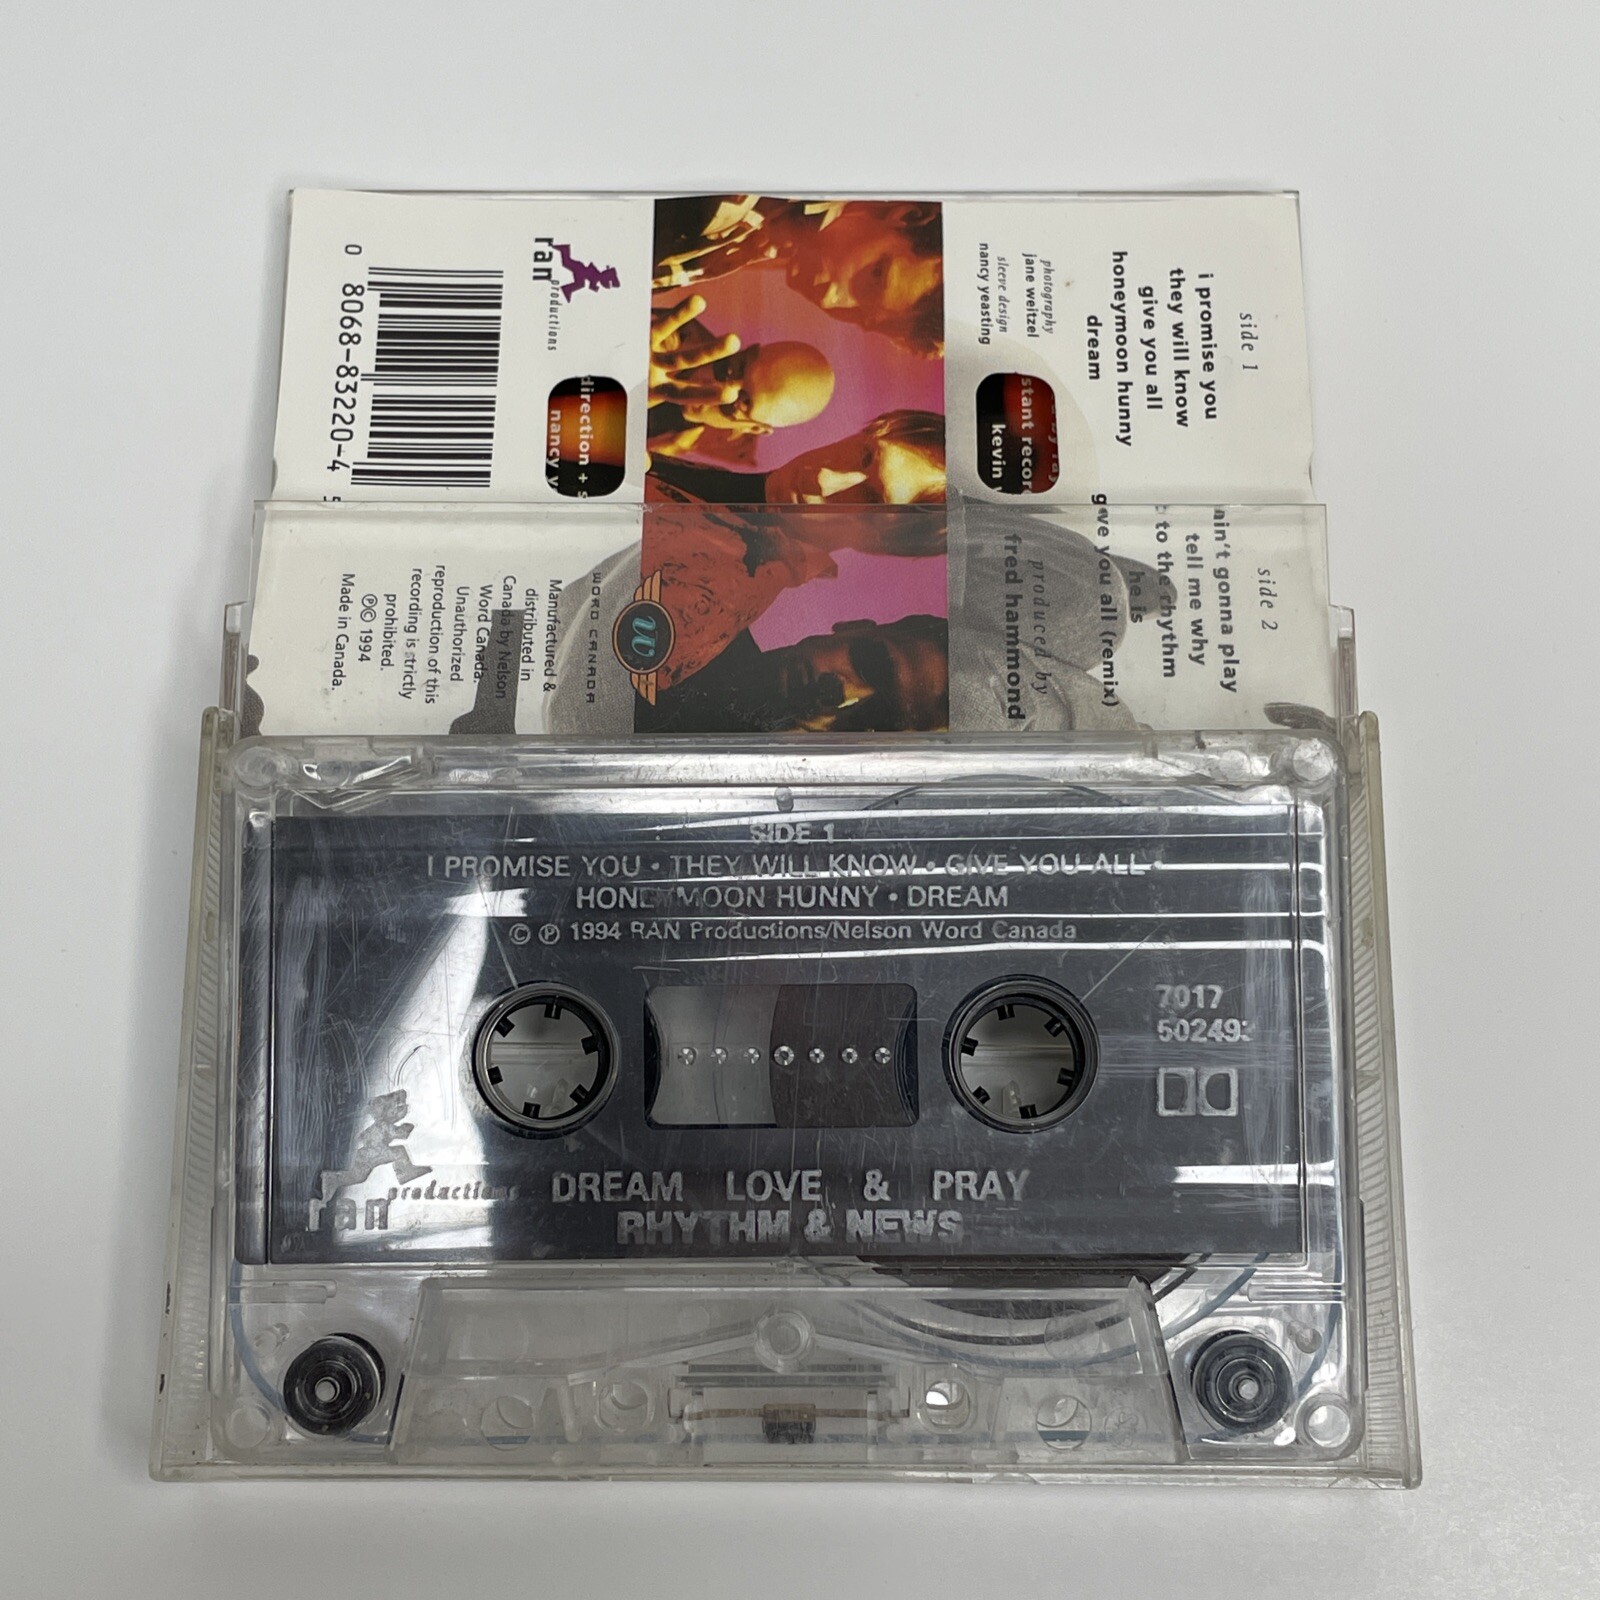 side 1
i promise you
they will know
give you all
honeymoon hunny
dream
side 2
ain't gonna play
tell me why
to the rhythm
he is
give you all (remix)
produced by
fred hammond
photography
jane weitzel
sleeve design
nancy yeasting
stant recor
kevin
direction + s
nancy y
ran
productions
0 8068-83220-4
WORD CANADA
w
Manufactured &
distributed in
Canada by Nelson
Word Canada.
Unauthorized
reproduction of this
recording is strictly
prohibited.
℗© 1994
Made in Canada.
SIDE 1
I PROMISE YOU • THEY WILL KNOW • GIVE YOU ALL •
HONEYMOON HUNNY • DREAM
© ℗ 1994 RAN Productions/Nelson Word Canada
7017
502493
ran productions
DREAM LOVE & PRAY
RHYTHM & NEWS